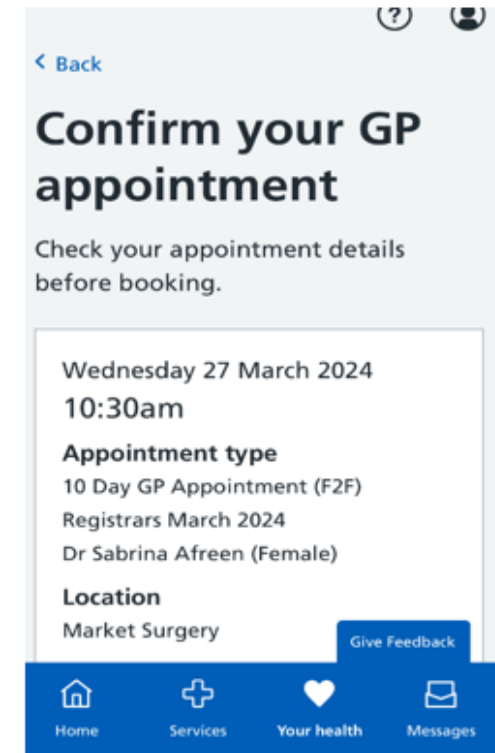 Back
Confirm your GP
appointment
Check your appointment details
before booking.
Wednesday 27 March 2024
10:30am
Appointment type
10 Day GP Appointment (F2F)
Registrars March 2024
Dr Sabrina Afreen (Female)
Location
Market Surgery
Give Feedback
Home
Services
Your health
Messages